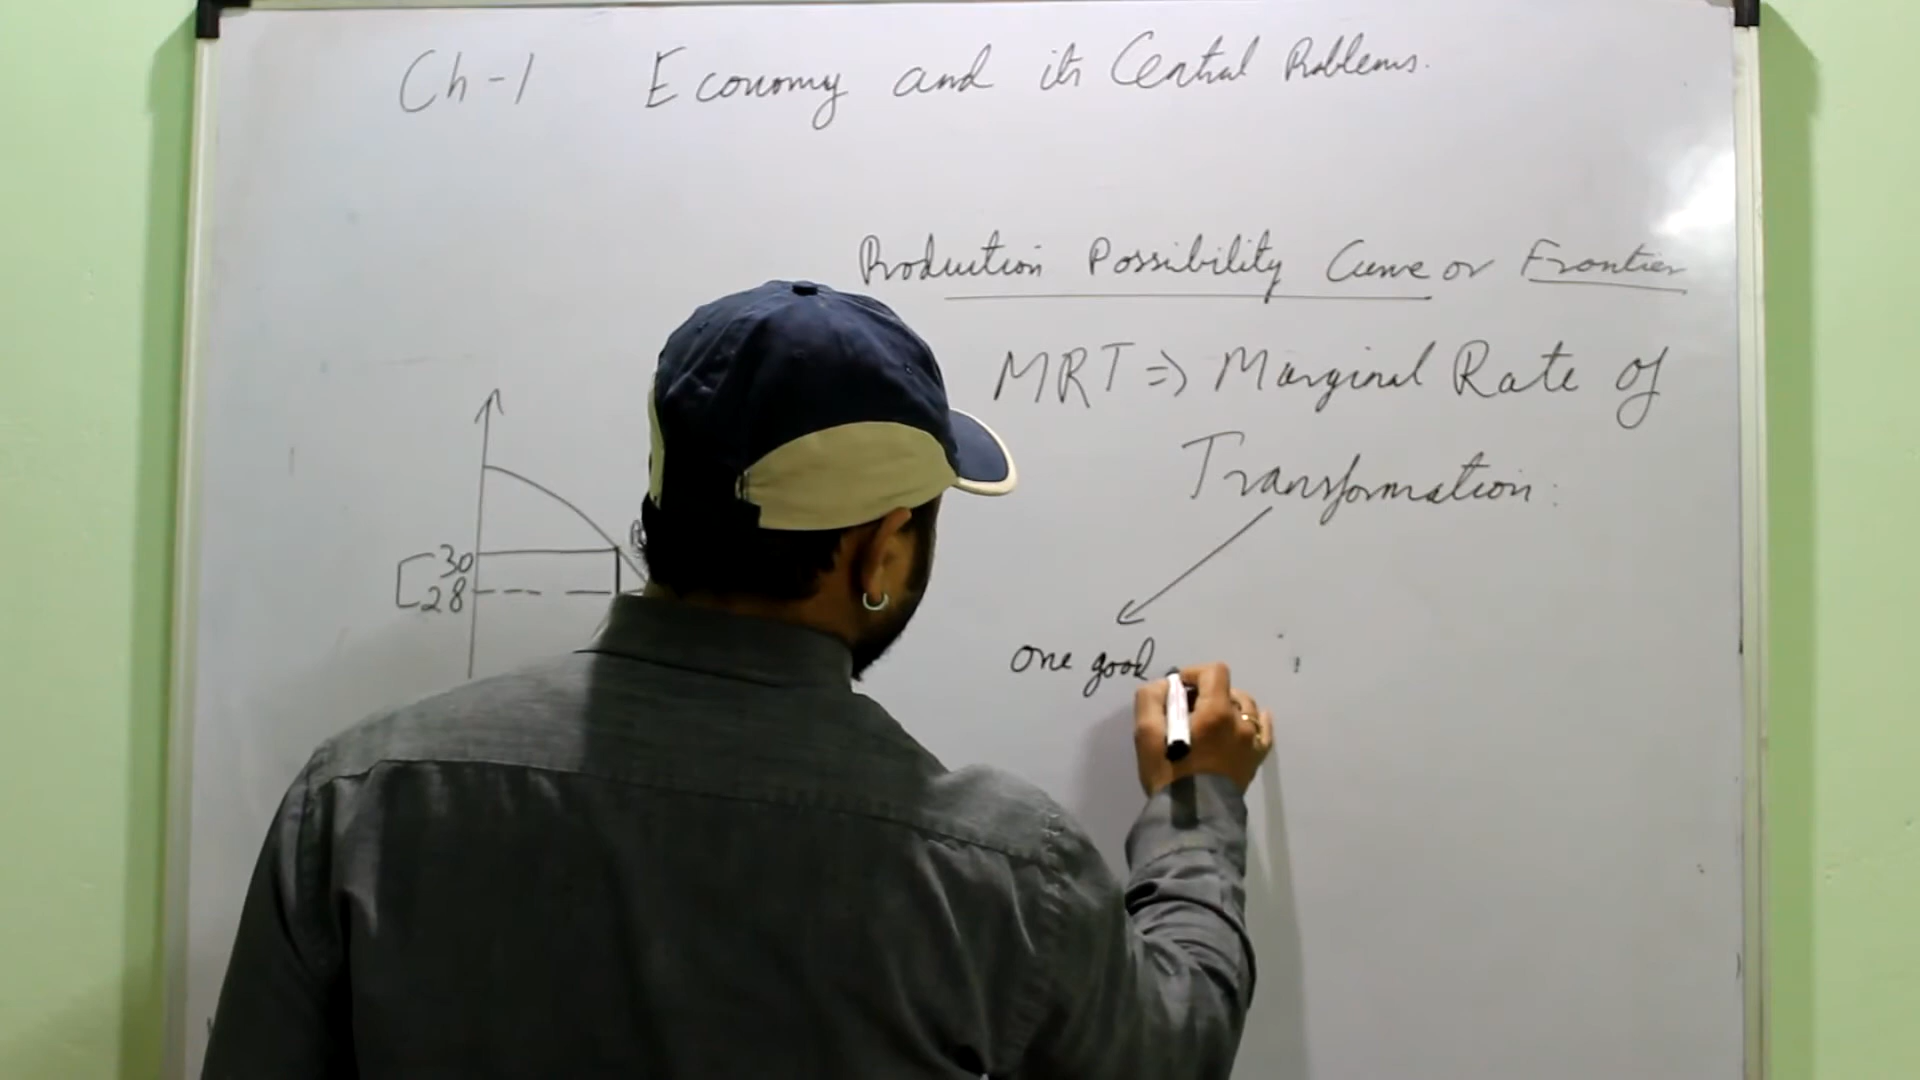 Ch-1 Economy and its Central Problems.
Production Possibility Curve or Frontier
MRT => Marginal Rate of
Transformation:
30
28
one good